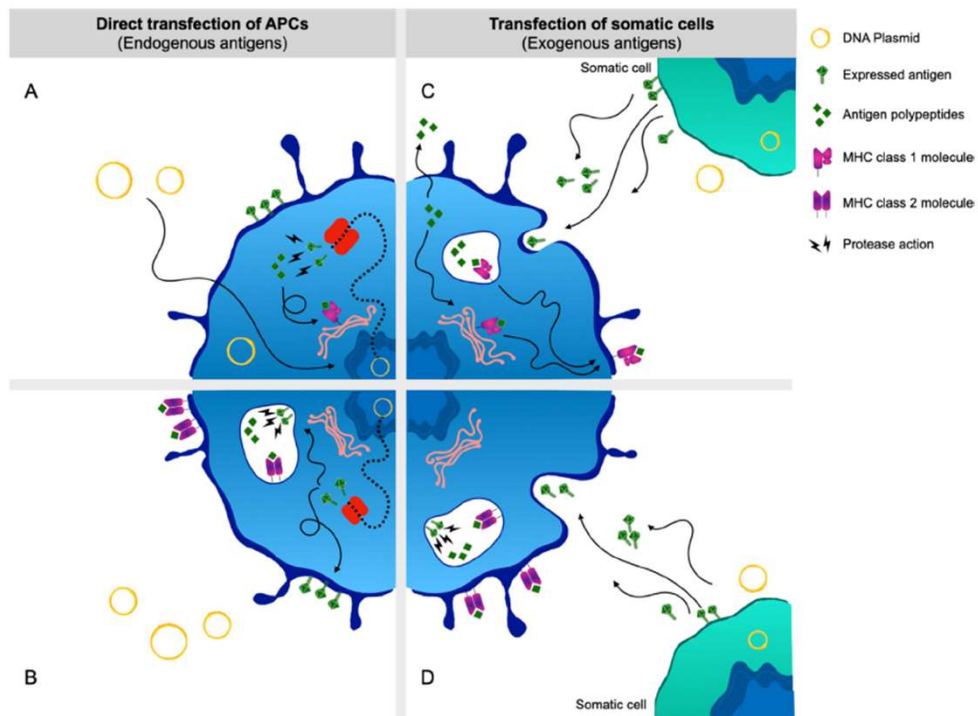 Direct transfection of APCs
(Endogenous antigens)
Transfection of somatic cells
(Exogenous antigens)
A
C
Somatic cell
DNA Plasmid
Expressed antigen
Antigen polypeptides
MHC class 1 molecule
MHC class 2 molecule
Protease action
B
D
Somatic cell